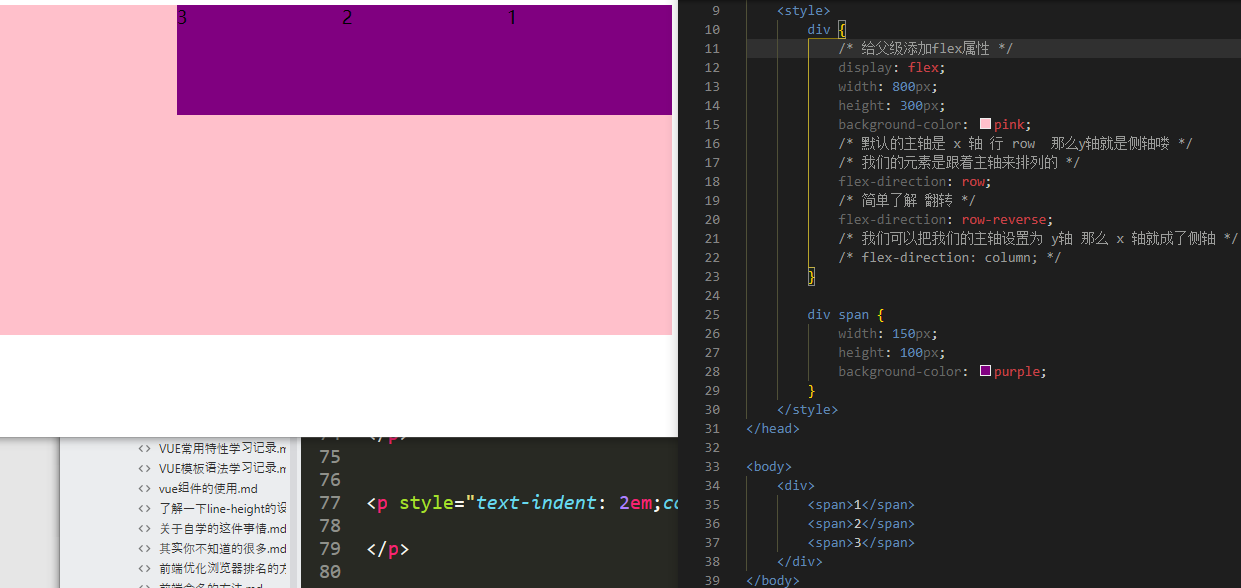 3 2 1
9 <style>
10 div {
11 /* 给父级添加flex属性 */
12 display: flex;
13 width: 800px;
14 height: 300px;
15 background-color: pink;
16 /* 默认的主轴是 x 轴 行 row  那么y轴就是侧轴喽 */
17 /* 我们的元素是跟着主轴来排列的 */
18 flex-direction: row;
19 /* 简单了解 翻转 */
20 flex-direction: row-reverse;
21 /* 我们可以把我们的主轴设置为 y轴 那么 x 轴就成了侧轴 */
22 /* flex-direction: column; */
23 }
24
25 div span {
26 width: 150px;
27 height: 100px;
28 background-color: purple;
29 }
30 </style>
31 </head>
32
33 <body>
34 <div>
35 <span>1</span>
36 <span>2</span>
37 <span>3</span>
38 </div>
39 </body>
<> VUE常用特性学习记录.m
<> VUE模板语法学习记录.m
<> vue组件的使用.md
<> 了解一下line-height的设
<> 关于自学的这件事情.md
<> 其实你不知道的很多.md
<> 前端优化浏览器排名的方
75
76
77 <p style="text-indent: 2em;co
78
79 </p>
80